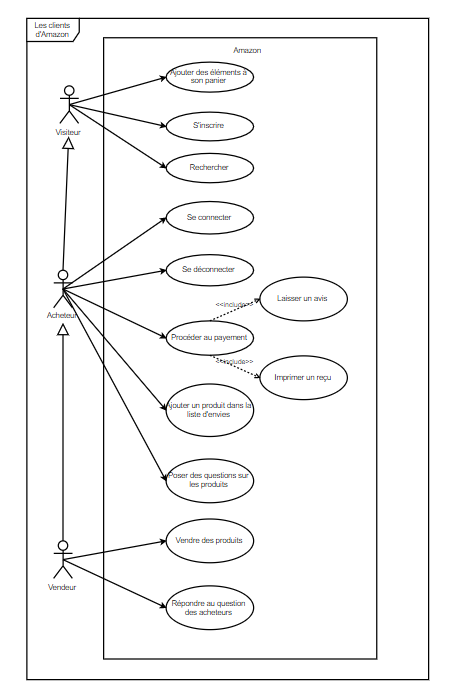 Les clients
d'Amazon
Amazon
Ajouter des éléments à
son panier
Visiteur
S'inscrire
Rechercher
Se connecter
Se déconnecter
Acheteur
<<include>>
Laisser un avis
Procéder au payement
<<include>>
Imprimer un reçu
Ajouter un produit dans la
liste d'envies
Poser des questions sur
les produits
Vendre des produits
Vendeur
Répondre au question
des acheteurs